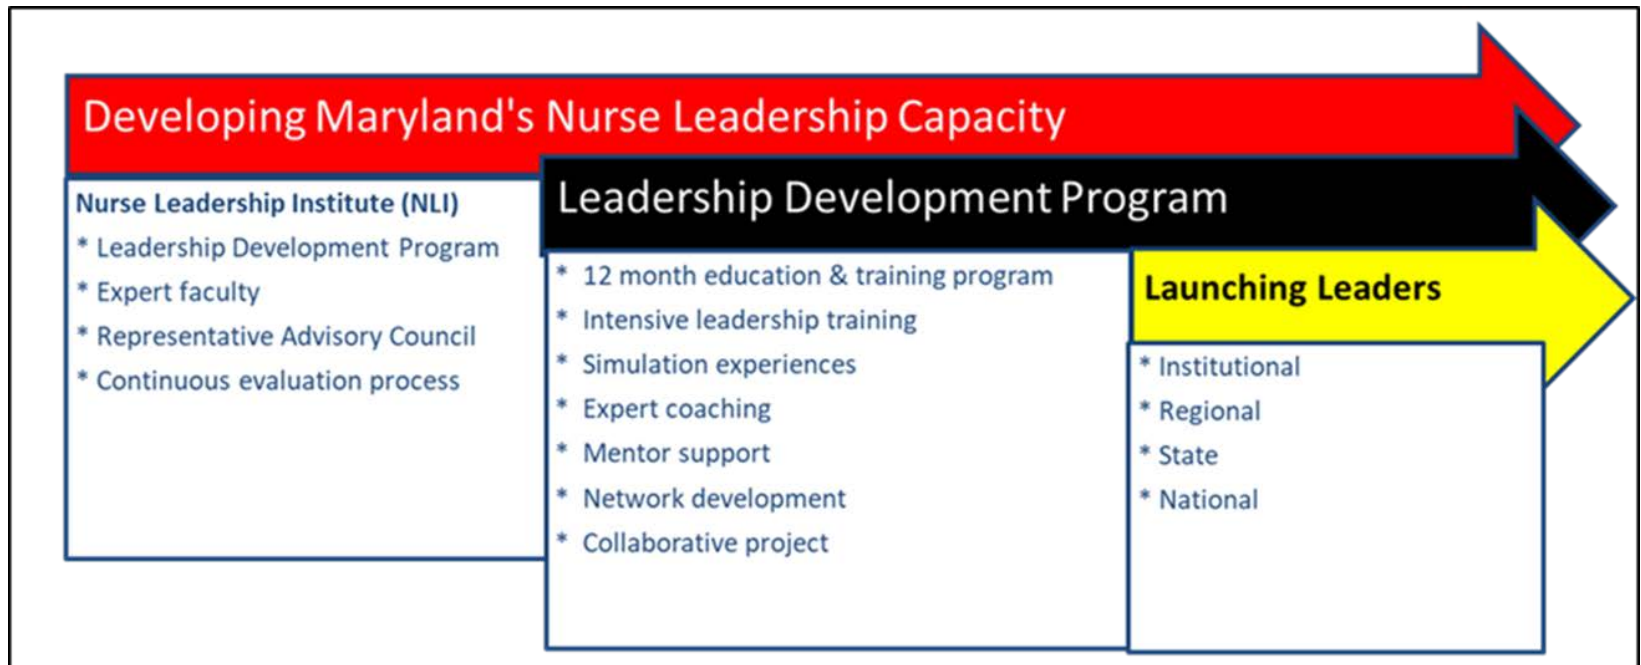 Developing Maryland's Nurse Leadership Capacity
Nurse Leadership Institute (NLI)
* Leadership Development Program
* Expert faculty
* Representative Advisory Council
* Continuous evaluation process
Leadership Development Program
* 12 month education & training program
* Intensive leadership training
* Simulation experiences
* Expert coaching
* Mentor support
* Network development
* Collaborative project
Launching Leaders
* Institutional
* Regional
* State
* National